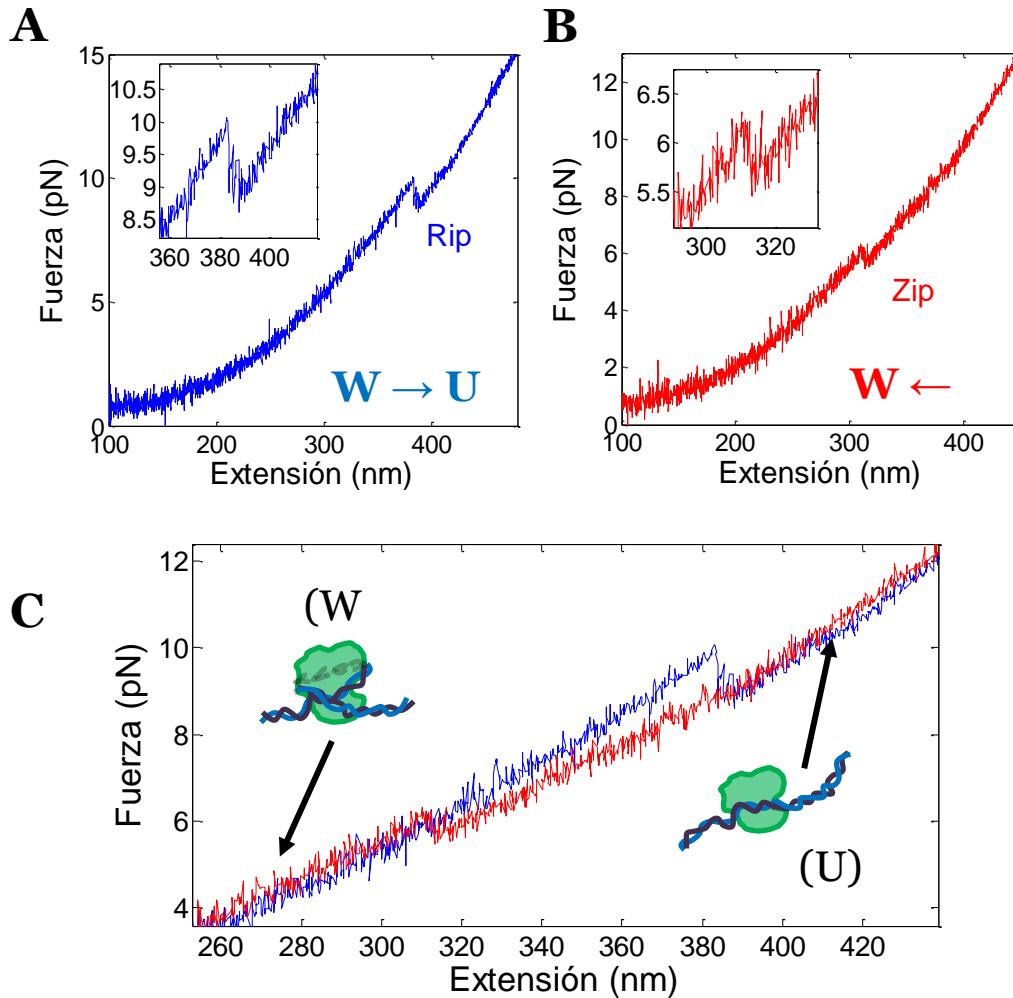 A
Fuerza (pN)
15
10
5
0
10.5
10
9.5
9
8.5
360 380 400
Rip
W → U
100 200 300 400
Extensión (nm)
B
Fuerza (pN)
12
10
8
6
4
2
0
6.5
6
5.5
300 320
Zip
W ←
100 200 300 400
Extensión (nm)
C
Fuerza (pN)
12
10
8
6
4
(W
(U)
260 280 300 320 340 360 380 400 420
Extensión (nm)